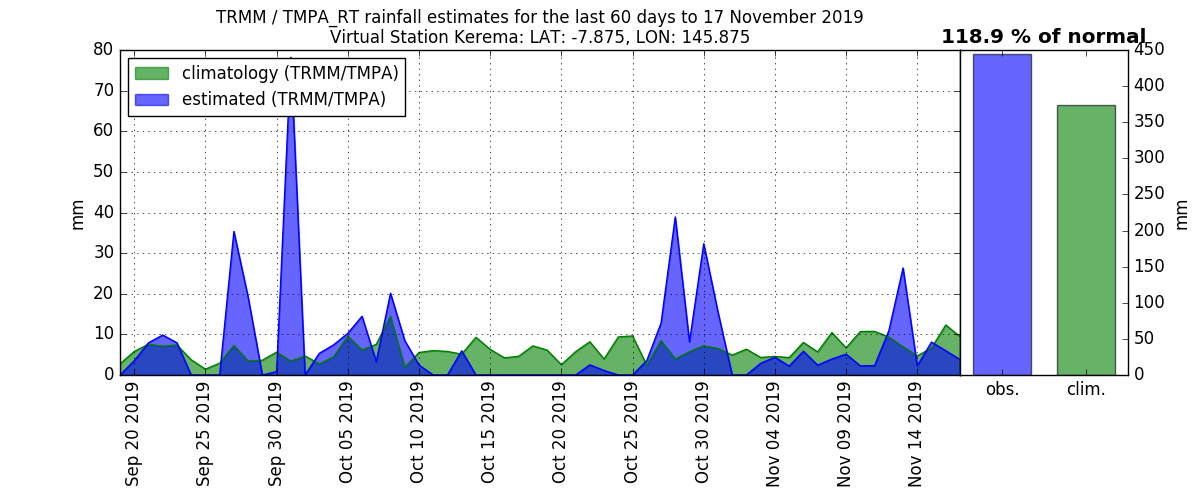 TRMM / TMPA_RT rainfall estimates for the last 60 days to 17 November 2019
Virtual Station Kerema: LAT: -7.875, LON: 145.875
118.9 % of normal
climatology (TRMM/TMPA)
estimated (TRMM/TMPA)
mm
80
70
60
50
40
30
20
10
0
Sep 20 2019
Sep 25 2019
Sep 30 2019
Oct 05 2019
Oct 10 2019
Oct 15 2019
Oct 20 2019
Oct 25 2019
Oct 30 2019
Nov 04 2019
Nov 09 2019
Nov 14 2019
obs.
clim.
450
400
350
300
250
200
150
100
50
0
mm